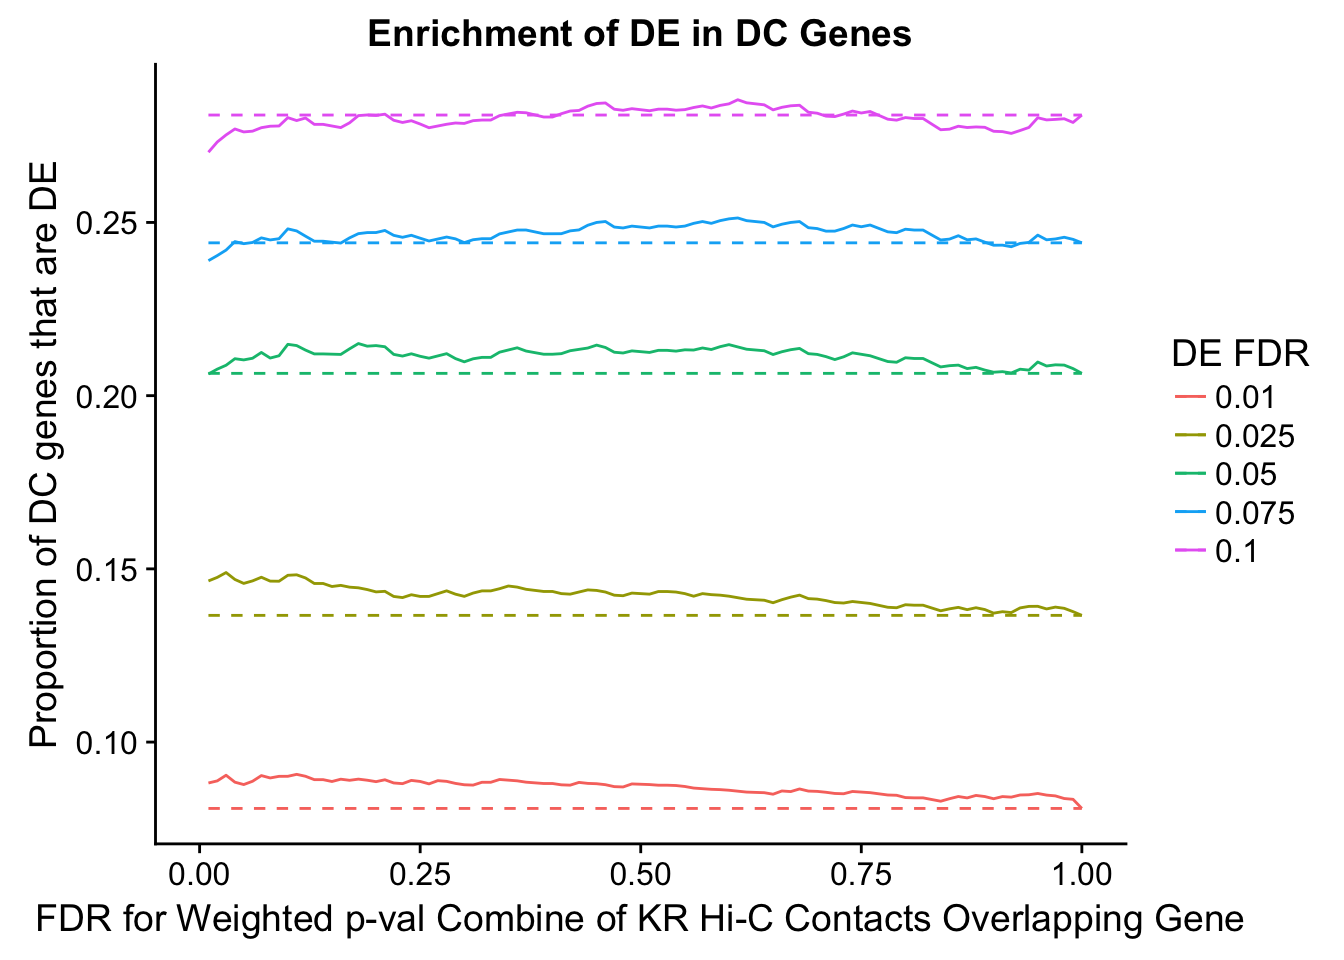 Enrichment of DE in DC Genes
Proportion of DC genes that are DE
0.25
0.20
0.15
0.10
0.00 0.25 0.50 0.75 1.00
FDR for Weighted p-val Combine of KR Hi-C Contacts Overlapping Gene
DE FDR
0.01
0.025
0.05
0.075
0.1